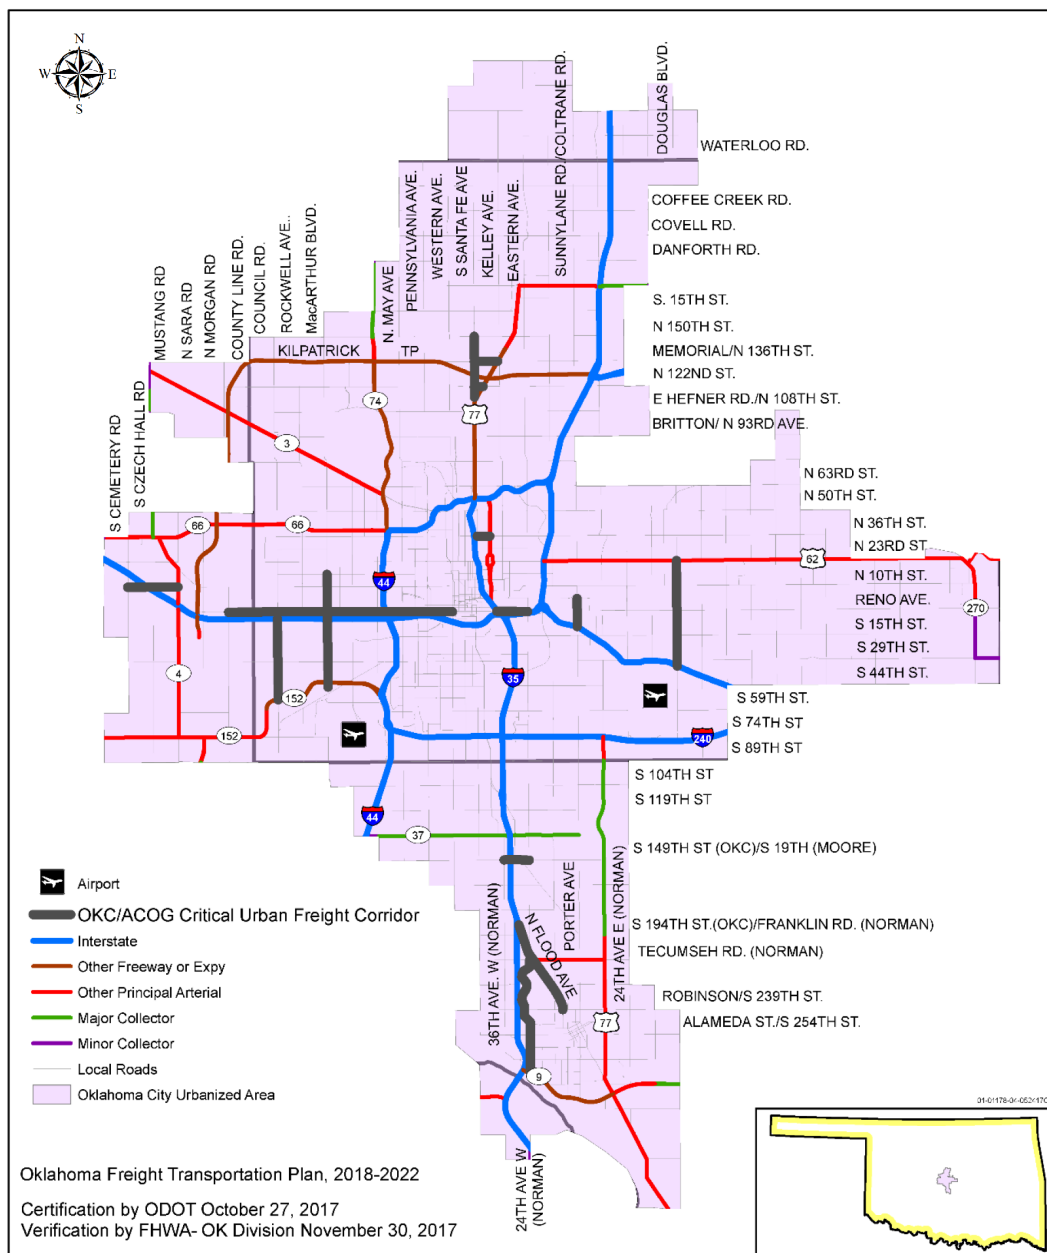 N
W
E
S
WATERLOO RD.
DOUGLAS BLVD.
SUNNYLANE RD./COLTRANE RD.
EASTERN AVE.
KELLEY AVE.
S SANTA FE AVE
WESTERN AVE.
PENNSYLVANIA AVE.
N. MAY AVE
MacARTHUR BLVD.
ROCKWELL AVE..
COUNCIL RD.
COUNTY LINE RD.
N MORGAN RD
N SARA RD
MUSTANG RD
S CZECH HALL RD
S CEMETERY RD
COFFEE CREEK RD.
COVELL RD.
DANFORTH RD.
S. 15TH ST.
N 150TH ST.
MEMORIAL/N 136TH ST.
N 122ND ST.
E HEFNER RD./N 108TH ST.
BRITTON/ N 93RD AVE.
KILPATRICK
TP
74
77
3
N 63RD ST.
N 50TH ST.
N 36TH ST.
N 23RD ST.
66
66
62
44
N 10TH ST.
RENO AVE.
270
S 15TH ST.
S 29TH ST.
S 44TH ST.
4
35
152
S 59TH ST.
S 74TH ST
152
240
S 89TH ST
S 104TH ST
S 119TH ST
44
37
S 149TH ST (OKC)/S 19TH (MOORE)
36TH AVE. W (NORMAN)
N FLOOD AVE
PORTER AVE
24TH AVE E (NORMAN)
S 194TH ST.(OKC)/FRANKLIN RD. (NORMAN)
TECUMSEH RD. (NORMAN)
ROBINSON/S 239TH ST.
77
ALAMEDA ST./S 254TH ST.
9
24TH AVE W
(NORMAN)
Airport
OKC/ACOG Critical Urban Freight Corridor
Interstate
Other Freeway or Expy
Other Principal Arterial
Major Collector
Minor Collector
Local Roads
Oklahoma City Urbanized Area
01-01178-04-052417C
Oklahoma Freight Transportation Plan, 2018-2022
Certification by ODOT October 27, 2017
Verification by FHWA- OK Division November 30, 2017